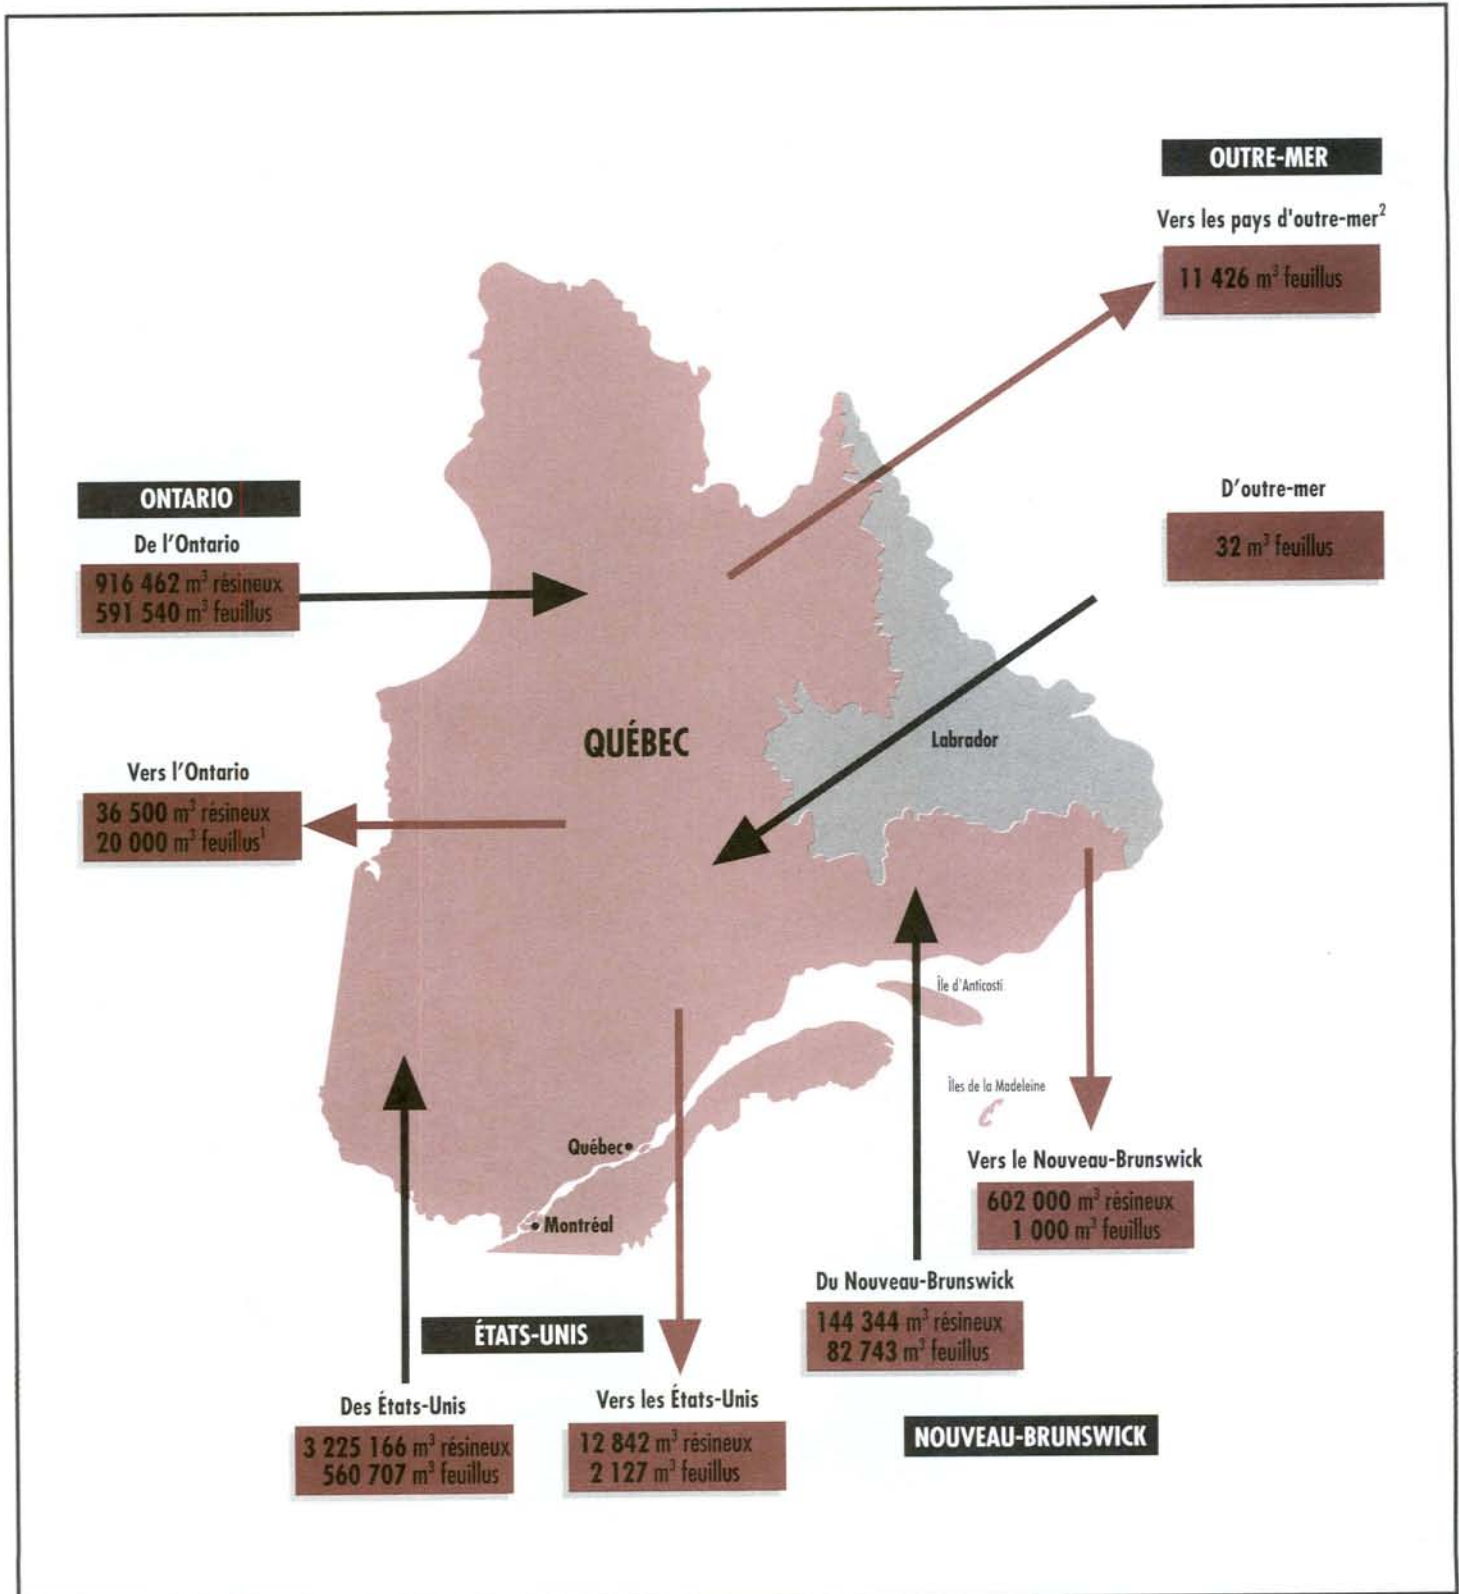 OUTRE-MER
Vers les pays d'outre-mer²
11 426 m³ feuillus
D'outre-mer
32 m³ feuillus
ONTARIO
De l'Ontario
916 462 m³ résineux
591 540 m³ feuillus
Vers l'Ontario
36 500 m³ résineux
20 000 m³ feuillus¹
QUÉBEC
Labrador
Île d'Anticosti
Îles de la Madeleine
Québec
Montréal
Vers le Nouveau-Brunswick
602 000 m³ résineux
1 000 m³ feuillus
Du Nouveau-Brunswick
144 344 m³ résineux
82 743 m³ feuillus
NOUVEAU-BRUNSWICK
ÉTATS-UNIS
Des États-Unis
3 225 166 m³ résineux
560 707 m³ feuillus
Vers les États-Unis
12 842 m³ résineux
2 127 m³ feuillus